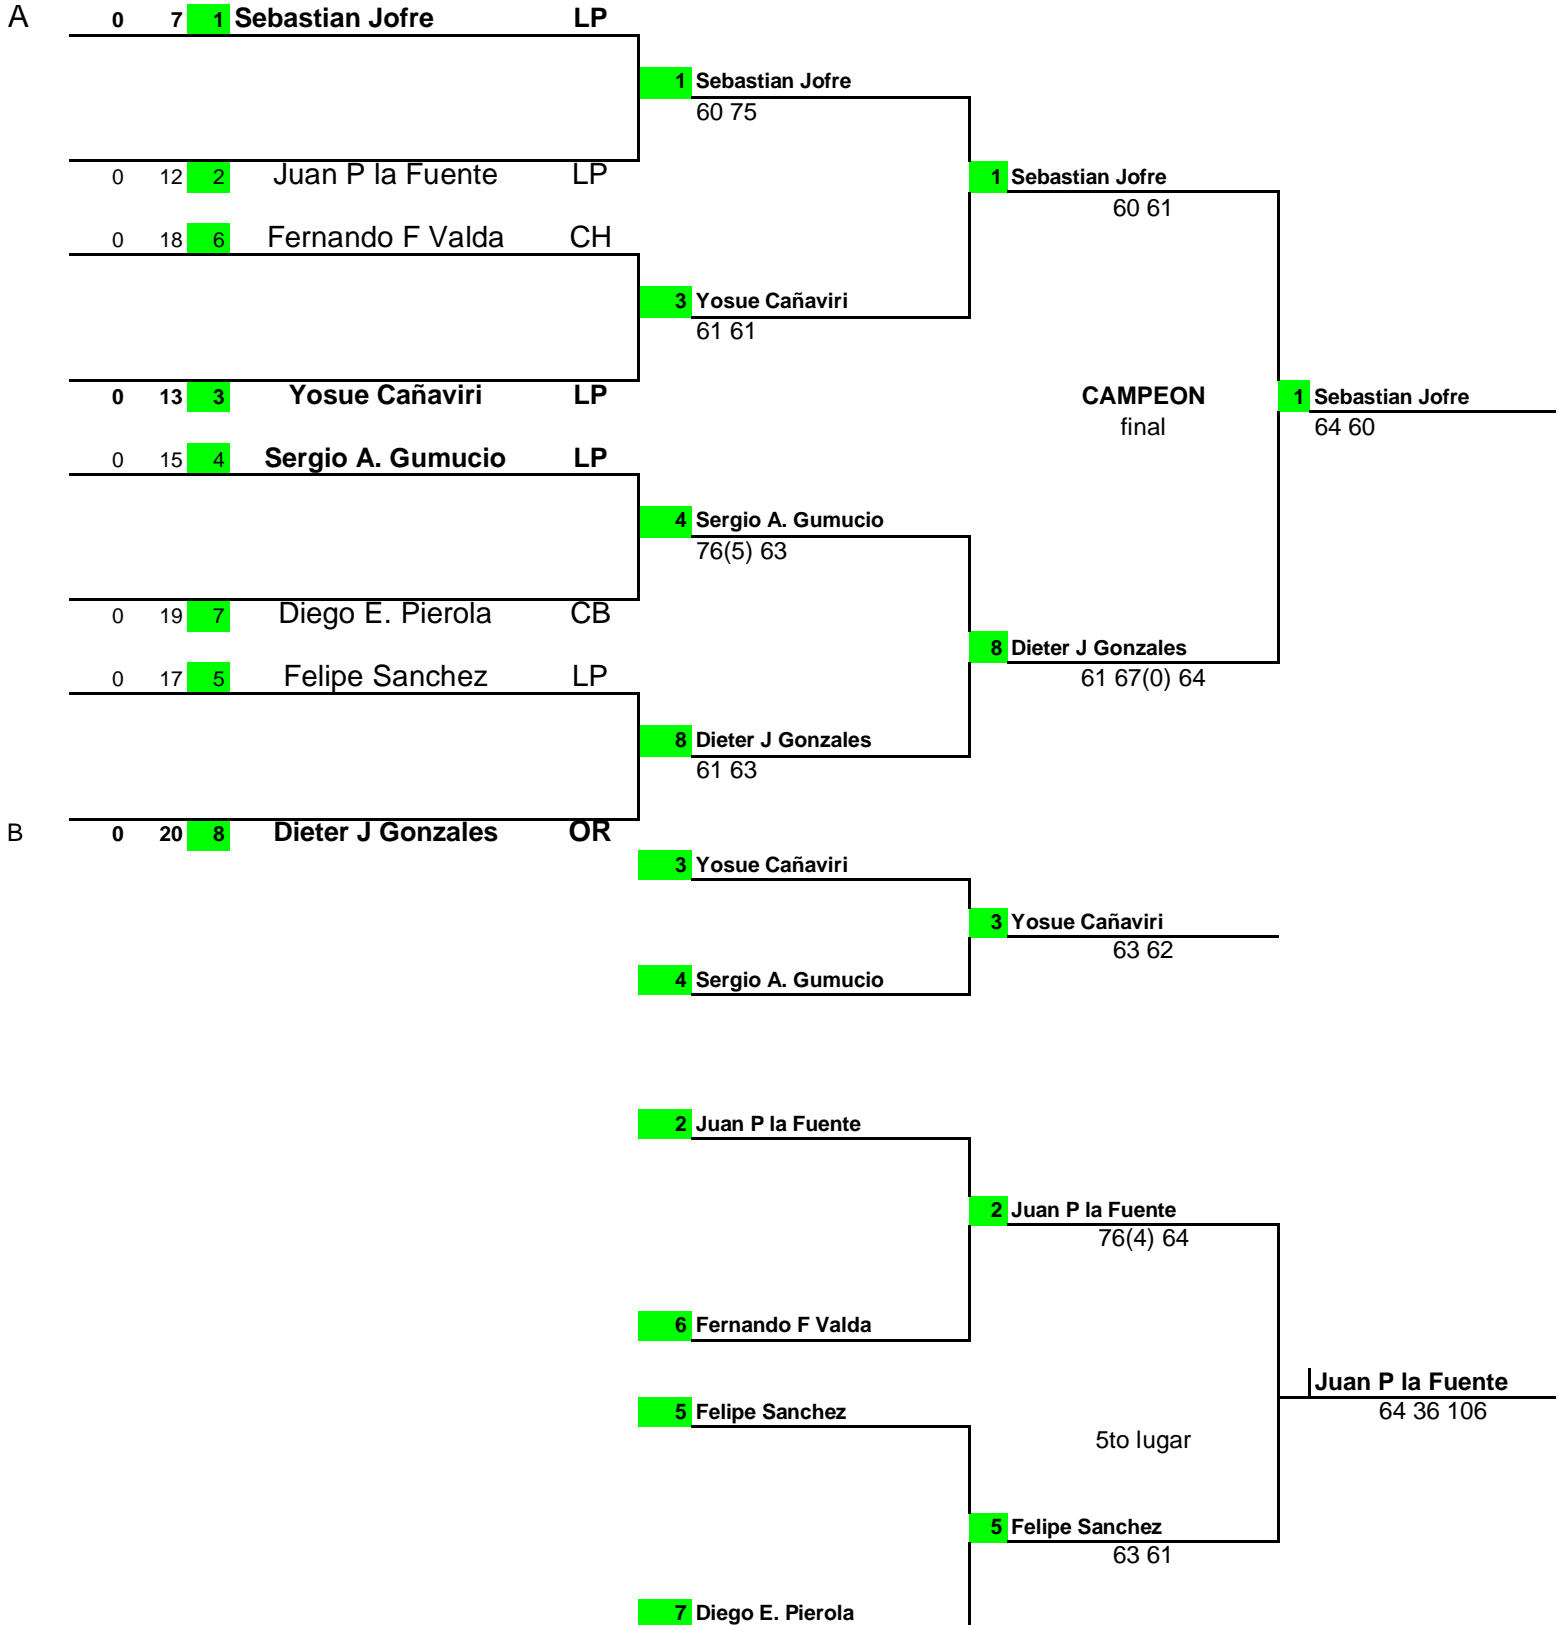 A 0 7 1 Sebastian Jofre LP
1 Sebastian Jofre
60 75
0 12 2 Juan P la Fuente LP
1 Sebastian Jofre
60 61
0 18 6 Fernando F Valda CH
3 Yosue Cañaviri
61 61
0 13 3 Yosue Cañaviri LP
CAMPEON
1 Sebastian Jofre
final
64 60
0 15 4 Sergio A. Gumucio LP
4 Sergio A. Gumucio
76(5) 63
0 19 7 Diego E. Pierola CB
8 Dieter J Gonzales
61 67(0) 64
0 17 5 Felipe Sanchez LP
8 Dieter J Gonzales
61 63
B 0 20 8 Dieter J Gonzales OR
3 Yosue Cañaviri
3 Yosue Cañaviri
63 62
4 Sergio A. Gumucio
2 Juan P la Fuente
2 Juan P la Fuente
76(4) 64
6 Fernando F Valda
Juan P la Fuente
64 36 106
5 Felipe Sanchez
5to lugar
5 Felipe Sanchez
63 61
7 Diego E. Pierola